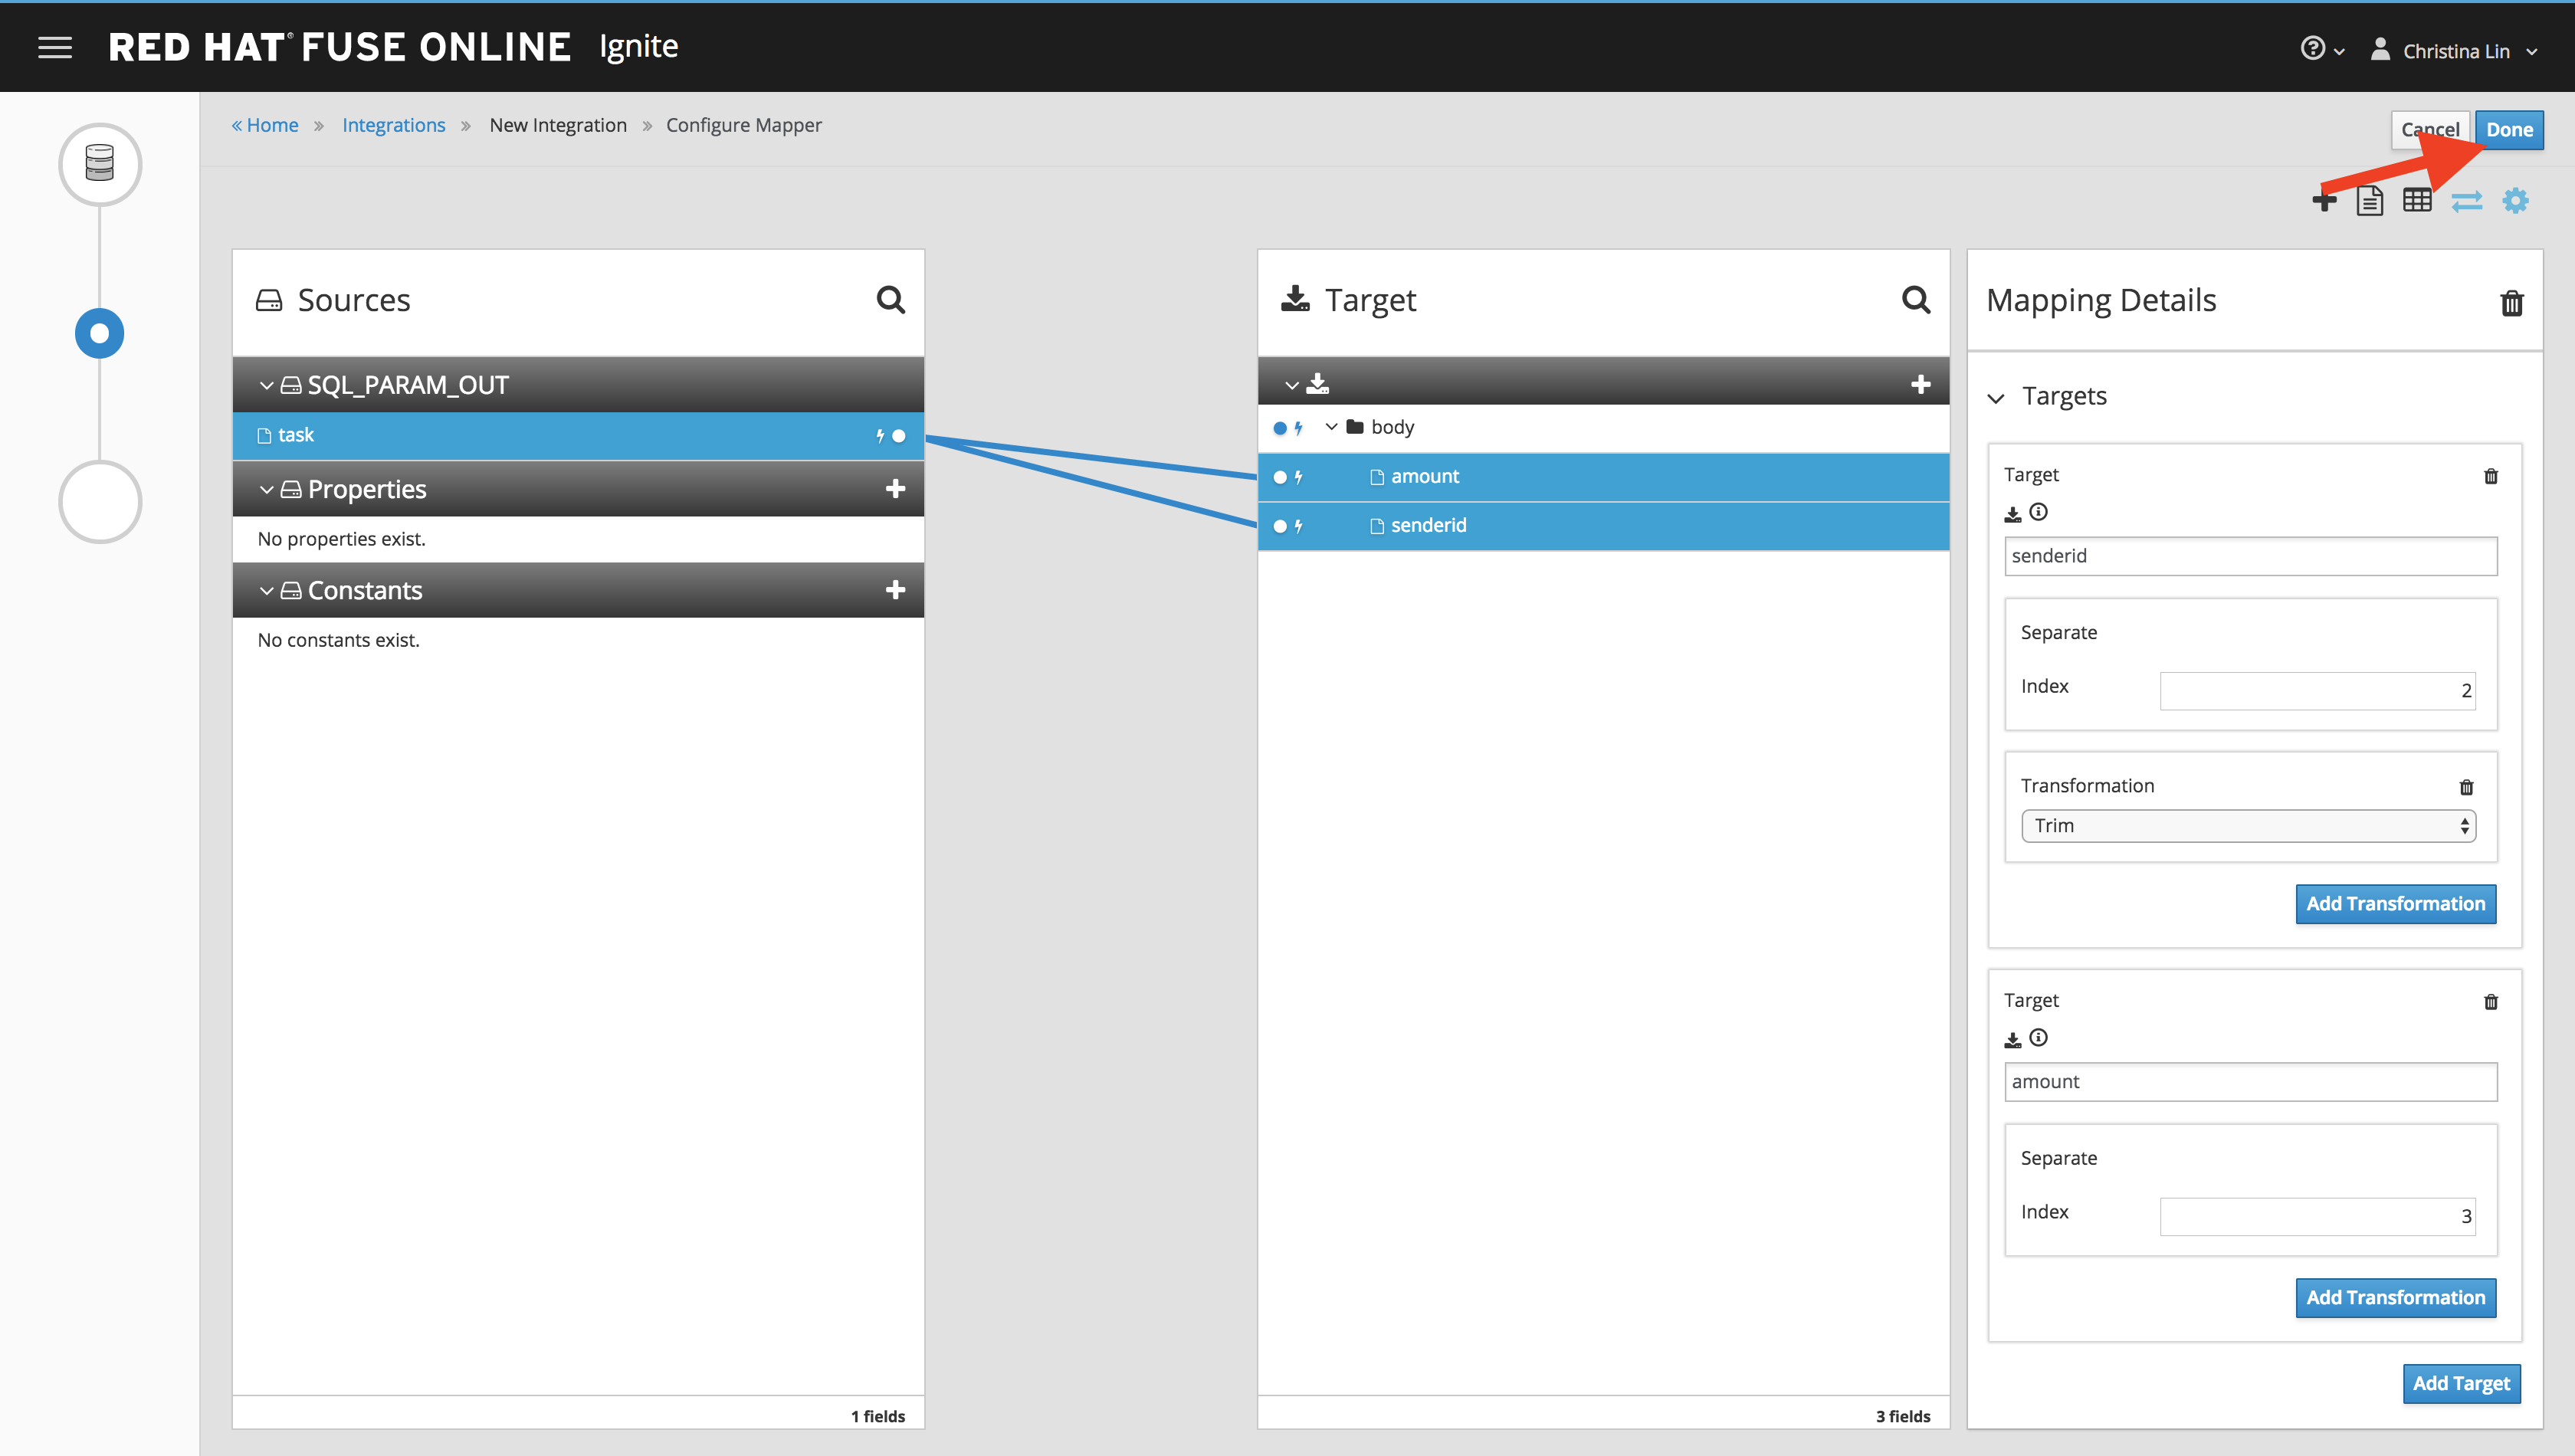 RED HAT® FUSE ONLINE Ignite
Christina Lin
« Home » Integrations » New Integration » Configure Mapper
Cancel Done
Sources
SQL_PARAM_OUT
task
Properties
No properties exist.
Constants
No constants exist.
1 fields
Target
body
amount
senderid
3 fields
Mapping Details
Targets
Target
senderid
Separate
Index 2
Transformation
Trim
Add Transformation
Target
amount
Separate
Index 3
Add Transformation
Add Target